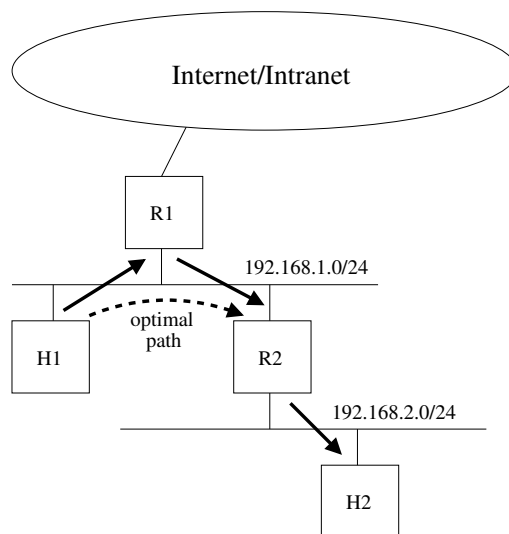 Internet/Intranet
R1
192.168.1.0/24
optimal
path
H1
R2
192.168.2.0/24
H2